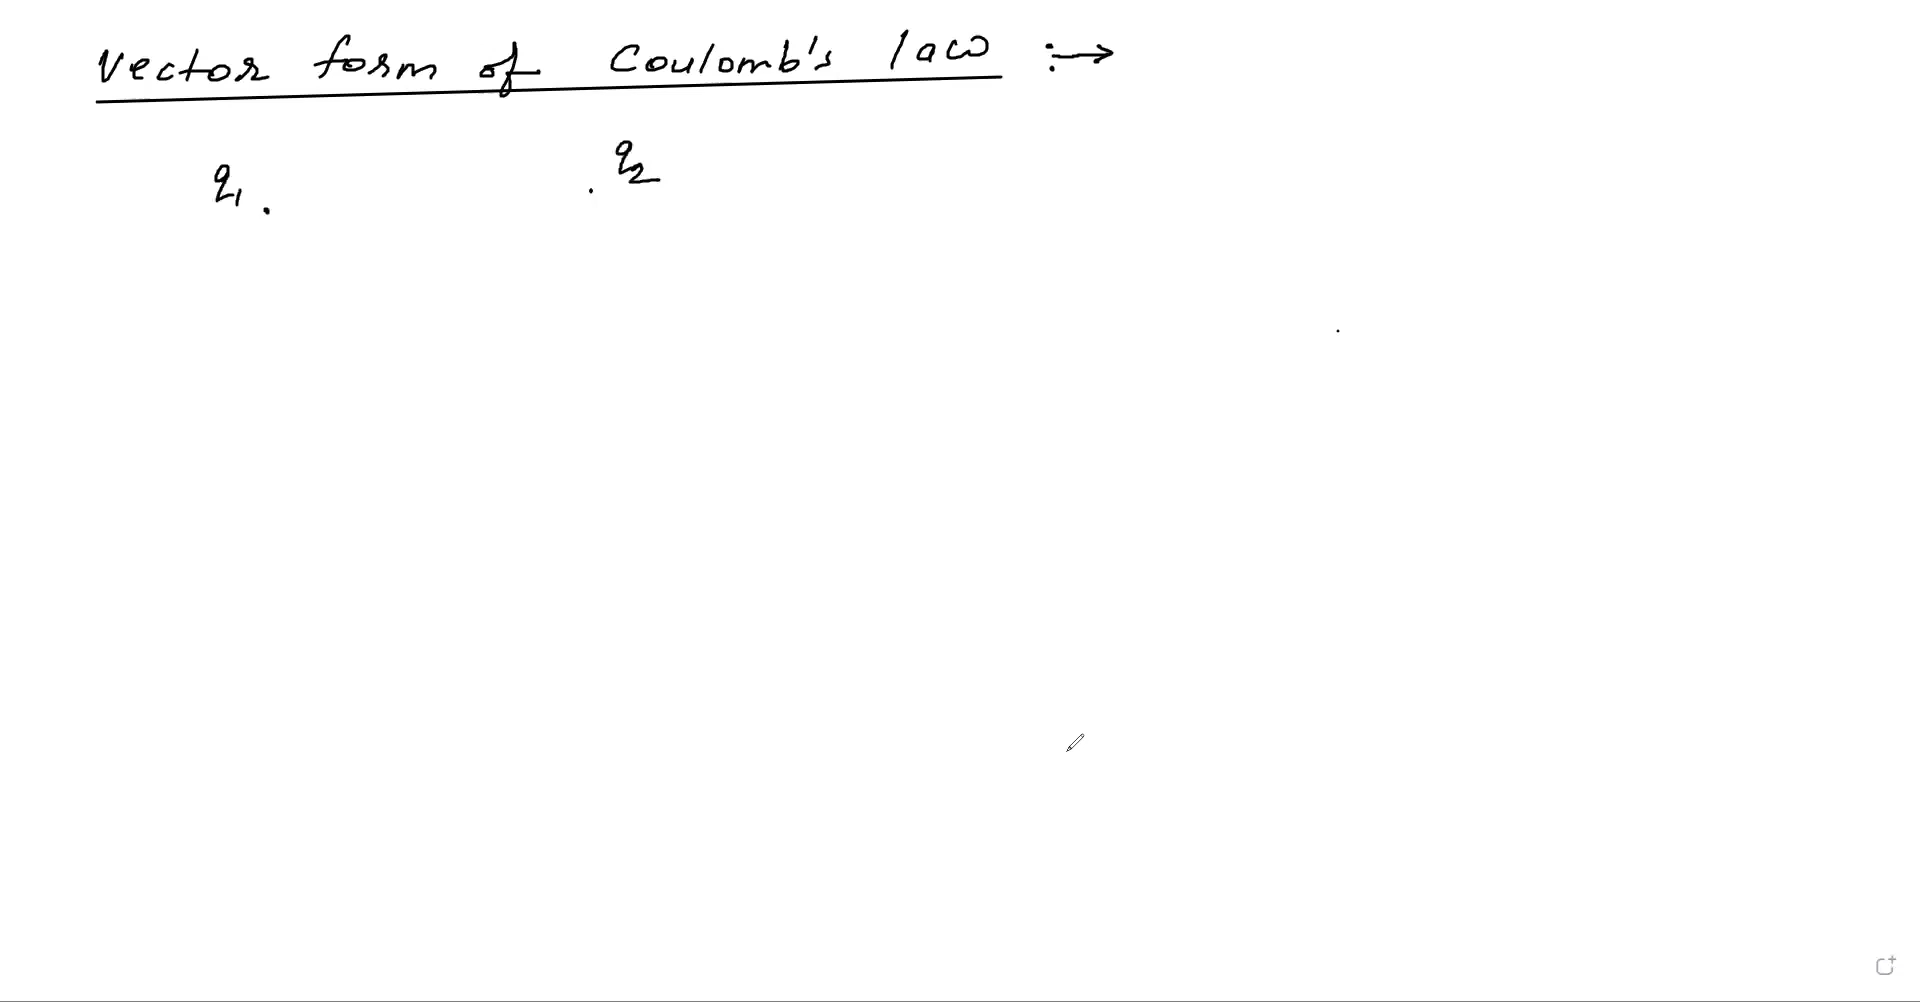 Vector form of Coulomb's law :→
q₁ . . q₂